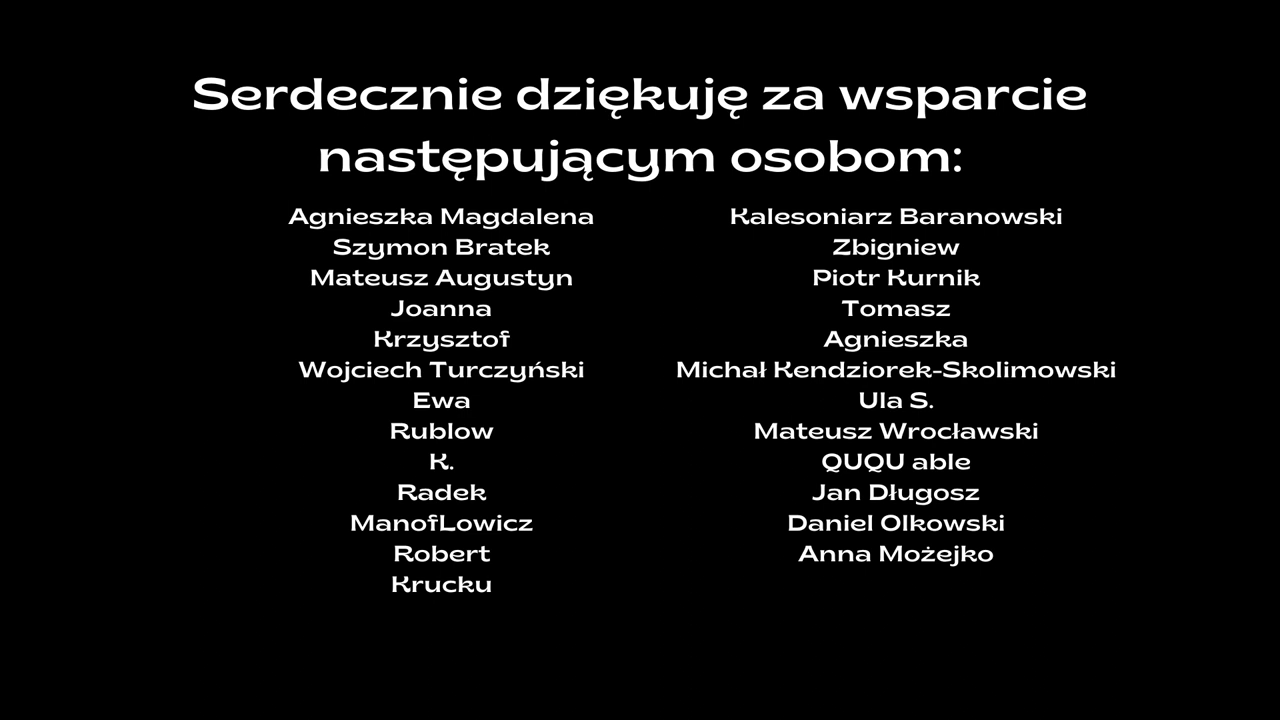 Serdecznie dziękuję za wsparcie
następującym osobom:
Agnieszka Magdalena
Szymon Bratek
Mateusz Augustyn
Joanna
Krzysztof
Wojciech Turczyński
Ewa
Rublow
K.
Radek
ManofLowicz
Robert
Krucku
Kalesoniarz Baranowski
Zbigniew
Piotr Kurnik
Tomasz
Agnieszka
Michał Kendziorek-Skolimowski
Ula S.
Mateusz Wrocławski
QUQU able
Jan Długosz
Daniel Olkowski
Anna Możejko